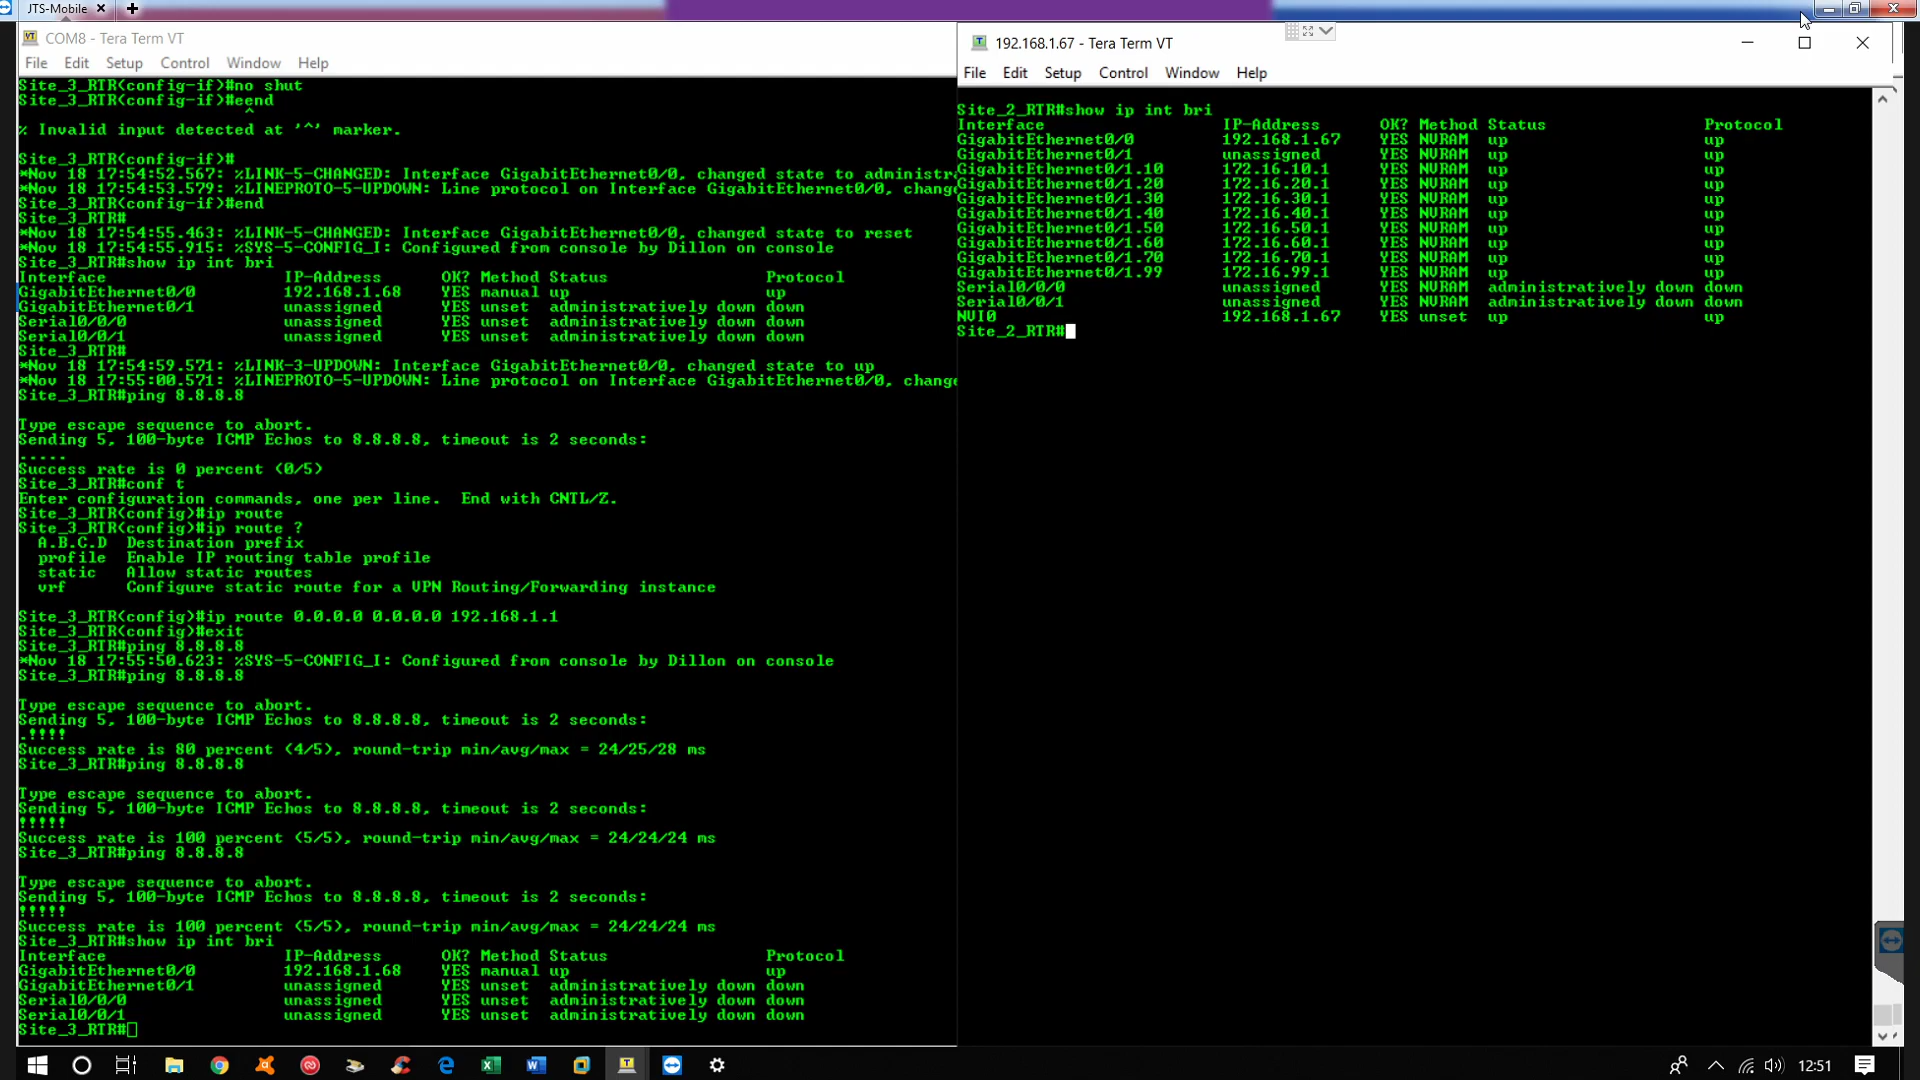 JTS-Mobile
COM8 - Tera Term VT
File Edit Setup Control Window Help
Site_3_RTR(config-if)#no shut
Site_3_RTR(config-if)#eend
^
% Invalid input detected at '^' marker.
Site_3_RTR(config-if)#
*Nov 18 17:54:52.567: %LINK-5-CHANGED: Interface GigabitEthernet0/0, changed state to administra
*Nov 18 17:54:53.579: %LINEPROTO-5-UPDOWN: Line protocol on Interface GigabitEthernet0/0, change
Site_3_RTR(config-if)#end
Site_3_RTR#
*Nov 18 17:54:55.463: %LINK-5-CHANGED: Interface GigabitEthernet0/0, changed state to reset
*Nov 18 17:54:55.915: %SYS-5-CONFIG_I: Configured from console by Dillon on console
Site_3_RTR#show ip int bri
Interface IP-Address OK? Method Status Protocol
GigabitEthernet0/0 192.168.1.68 YES manual up up
GigabitEthernet0/1 unassigned YES unset administratively down down
Serial0/0/0 unassigned YES unset administratively down down
Serial0/0/1 unassigned YES unset administratively down down
Site_3_RTR#
*Nov 18 17:54:59.571: %LINK-3-UPDOWN: Interface GigabitEthernet0/0, changed state to up
*Nov 18 17:55:00.571: %LINEPROTO-5-UPDOWN: Line protocol on Interface GigabitEthernet0/0, change
Site_3_RTR#ping 8.8.8.8
Type escape sequence to abort.
Sending 5, 100-byte ICMP Echos to 8.8.8.8, timeout is 2 seconds:
.....
Success rate is 0 percent (0/5)
Site_3_RTR#conf t
Enter configuration commands, one per line. End with CNTL/Z.
Site_3_RTR(config)#ip route
Site_3_RTR(config)#ip route ?
A.B.C.D Destination prefix
profile Enable IP routing table profile
static Allow static routes
vrf Configure static route for a VPN Routing/Forwarding instance
Site_3_RTR(config)#ip route 0.0.0.0 0.0.0.0 192.168.1.1
Site_3_RTR(config)#exit
Site_3_RTR#ping 8.8.8.8
*Nov 18 17:55:50.623: %SYS-5-CONFIG_I: Configured from console by Dillon on console
Site_3_RTR#ping 8.8.8.8
Type escape sequence to abort.
Sending 5, 100-byte ICMP Echos to 8.8.8.8, timeout is 2 seconds:
.!!!!
Success rate is 80 percent (4/5), round-trip min/avg/max = 24/25/28 ms
Site_3_RTR#ping 8.8.8.8
Type escape sequence to abort.
Sending 5, 100-byte ICMP Echos to 8.8.8.8, timeout is 2 seconds:
!!!!!
Success rate is 100 percent (5/5), round-trip min/avg/max = 24/24/24 ms
Site_3_RTR#ping 8.8.8.8
Type escape sequence to abort.
Sending 5, 100-byte ICMP Echos to 8.8.8.8, timeout is 2 seconds:
!!!!!
Success rate is 100 percent (5/5), round-trip min/avg/max = 24/24/24 ms
Site_3_RTR#show ip int bri
Interface IP-Address OK? Method Status Protocol
GigabitEthernet0/0 192.168.1.68 YES manual up up
GigabitEthernet0/1 unassigned YES unset administratively down down
Serial0/0/0 unassigned YES unset administratively down down
Serial0/0/1 unassigned YES unset administratively down down
Site_3_RTR#
192.168.1.67 - Tera Term VT
File Edit Setup Control Window Help
Site_2_RTR#show ip int bri
Interface IP-Address OK? Method Status Protocol
GigabitEthernet0/0 192.168.1.67 YES NVRAM up up
GigabitEthernet0/1 unassigned YES NVRAM up up
GigabitEthernet0/1.10 172.16.10.1 YES NVRAM up up
GigabitEthernet0/1.20 172.16.20.1 YES NVRAM up up
GigabitEthernet0/1.30 172.16.30.1 YES NVRAM up up
GigabitEthernet0/1.40 172.16.40.1 YES NVRAM up up
GigabitEthernet0/1.50 172.16.50.1 YES NVRAM up up
GigabitEthernet0/1.60 172.16.60.1 YES NVRAM up up
GigabitEthernet0/1.70 172.16.70.1 YES NVRAM up up
GigabitEthernet0/1.99 172.16.99.1 YES NVRAM up up
Serial0/0/0 unassigned YES NVRAM administratively down down
Serial0/0/1 unassigned YES NVRAM administratively down down
NVI0 192.168.1.67 YES unset up up
Site_2_RTR#
12:51